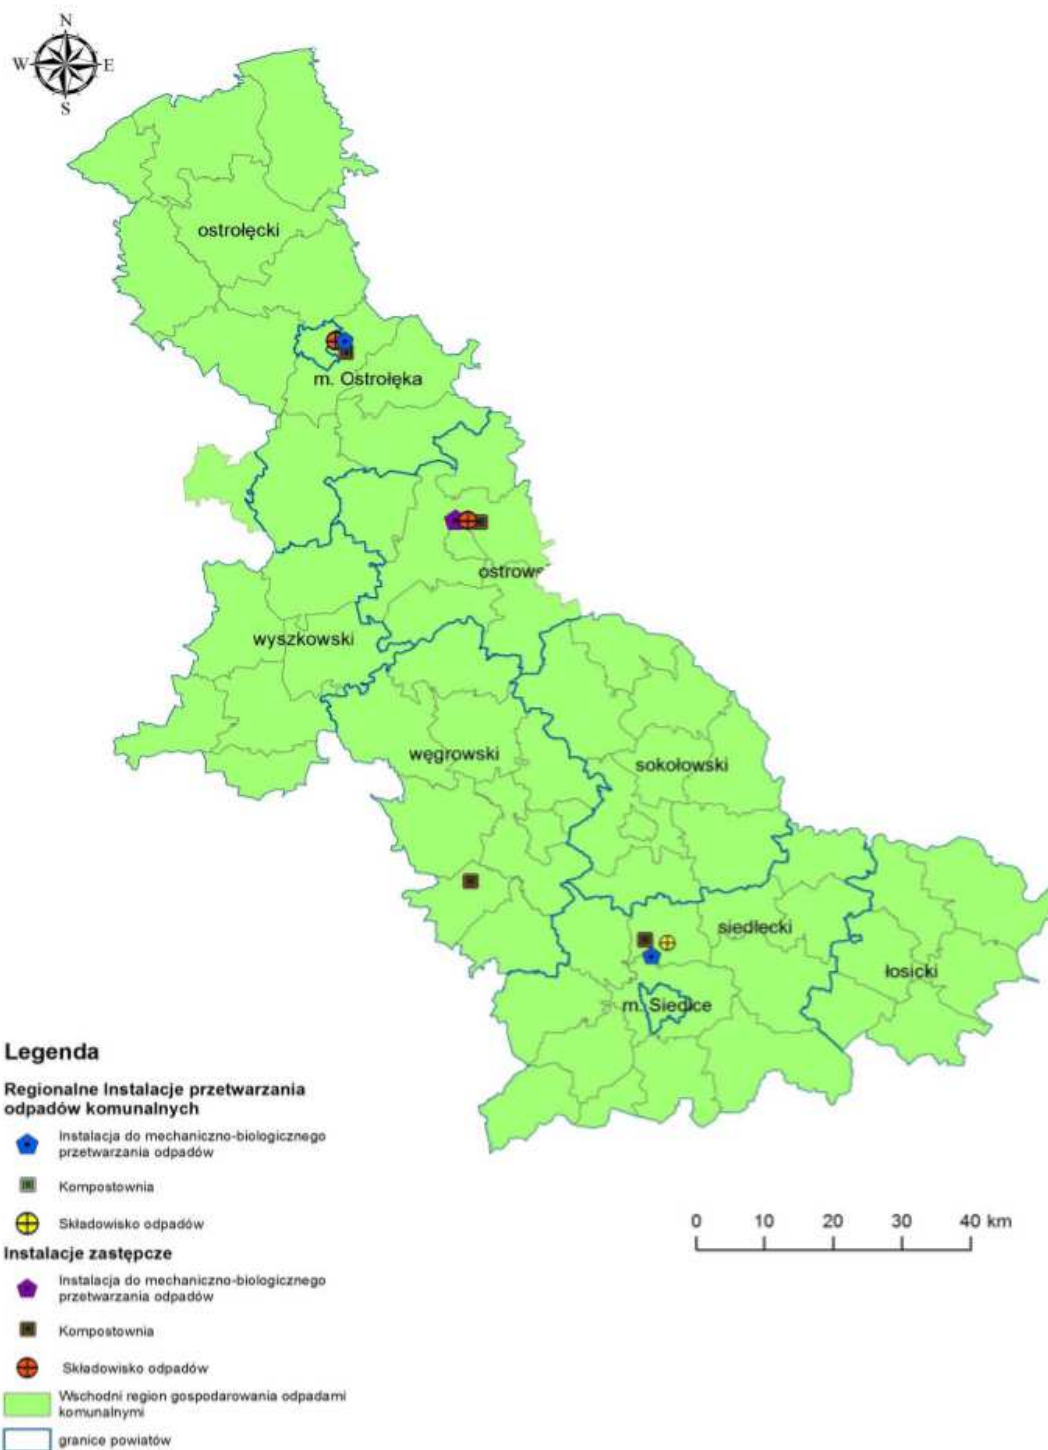 N
W E
S
ostrołęcki
m. Ostrołęka
ostrows
wyszkowski
węgrowski
sokołowski
siedlecki
łosicki
m. Siedlce
Legenda
Regionalne Instalacje przetwarzania
odpadów komunalnych
Instalacja do mechaniczno-biologicznego
przetwarzania odpadów
Kompostownia
Składowisko odpadów
Instalacje zastępcze
Instalacja do mechaniczno-biologicznego
przetwarzania odpadów
Kompostownia
Składowisko odpadów
Wschodni region gospodarowania odpadami
komunalnymi
granice powiatów
0 10 20 30 40 km